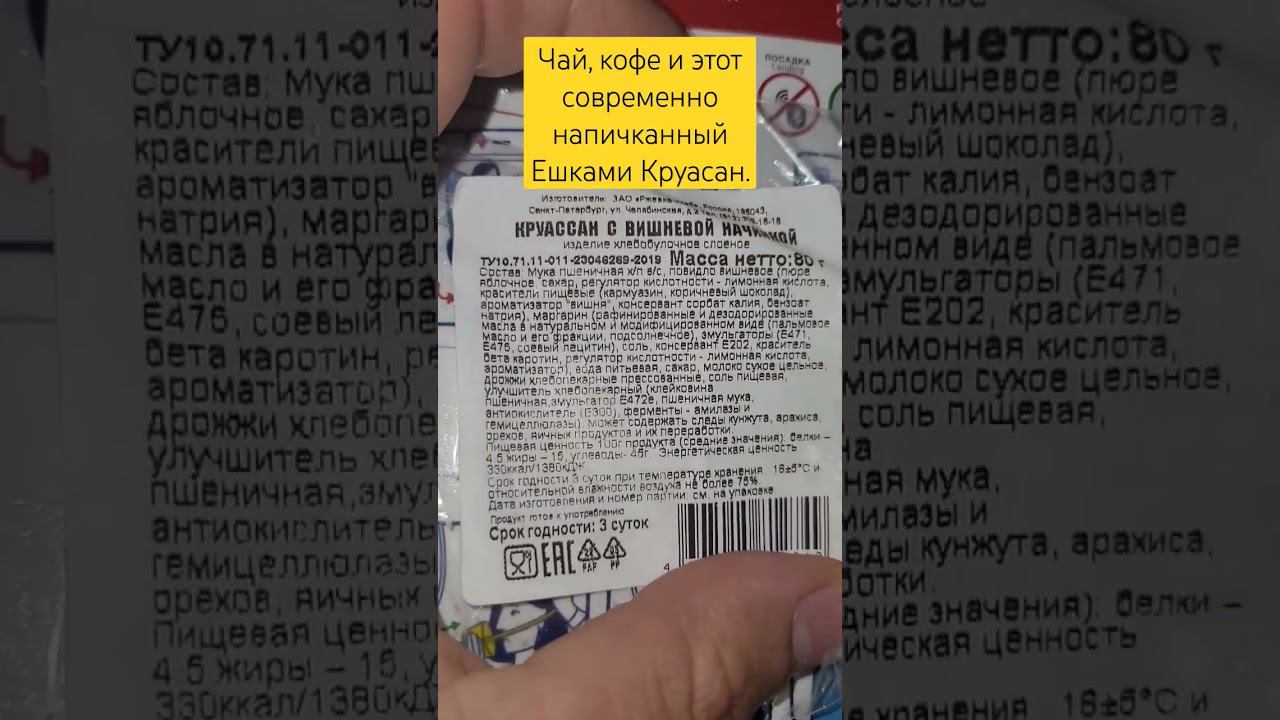 Чай, кофе и этот
современно
напичканный
Ешками Круасан.
ПОСАДКА
Landing
Изготовитель: ЗАО
Санкт-Петербург, ул. Челябинская,
КРУАССАН С ВИШНЕВОЙ НАЧИНКОЙ
изделие хлебобулочное слоеное
ТУ10.71.11-011-23046269-2019 Масса нетто:80 г
Состав: Мука пшеничная х/п в/с, повидло вишневое (пюре
яблочное, сахар, регулятор кислотности - лимонная кислота,
красители пищевые (кармуазин, коричневый шоколад),
ароматизатор "вишня", консервант сорбат калия, бензоат
натрия), маргарин (рафинированные и дезодорированные
масла в натуральном и модифицированном виде (пальмовое
масло и его фракции, подсолнечное), эмульгаторы (Е471,
Е476, соевый лецитин), соль, консервант Е202, краситель
бета каротин, регулятор кислотности - лимонная кислота,
ароматизатор), вода питьевая, сахар, молоко сухое цельное,
дрожжи хлебопекарные прессованные, соль пищевая,
улучшитель хлебопекарный (клейковина
пшеничная,эмульгатор Е472е, пшеничная мука,
антиокислитель (Е300), ферменты - амилазы и
гемицеллюлазы). Может содержать следы кунжута, арахиса,
орехов, яичных продуктов и их переработки.
Пищевая ценность 100г продукта (средние значения): белки –
4.5 жиры – 15, углеводы- 45г. Энергетическая ценность
330ккал/1380кДж
Срок годности 3 суток при температуре хранения 18±5°С и
относительной влажности воздуха не более 75%.
Дата изготовления и номер партии: см. на упаковке
Продукт готов к употреблению
Срок годности: 3 суток
EAC
PAP
PP
4